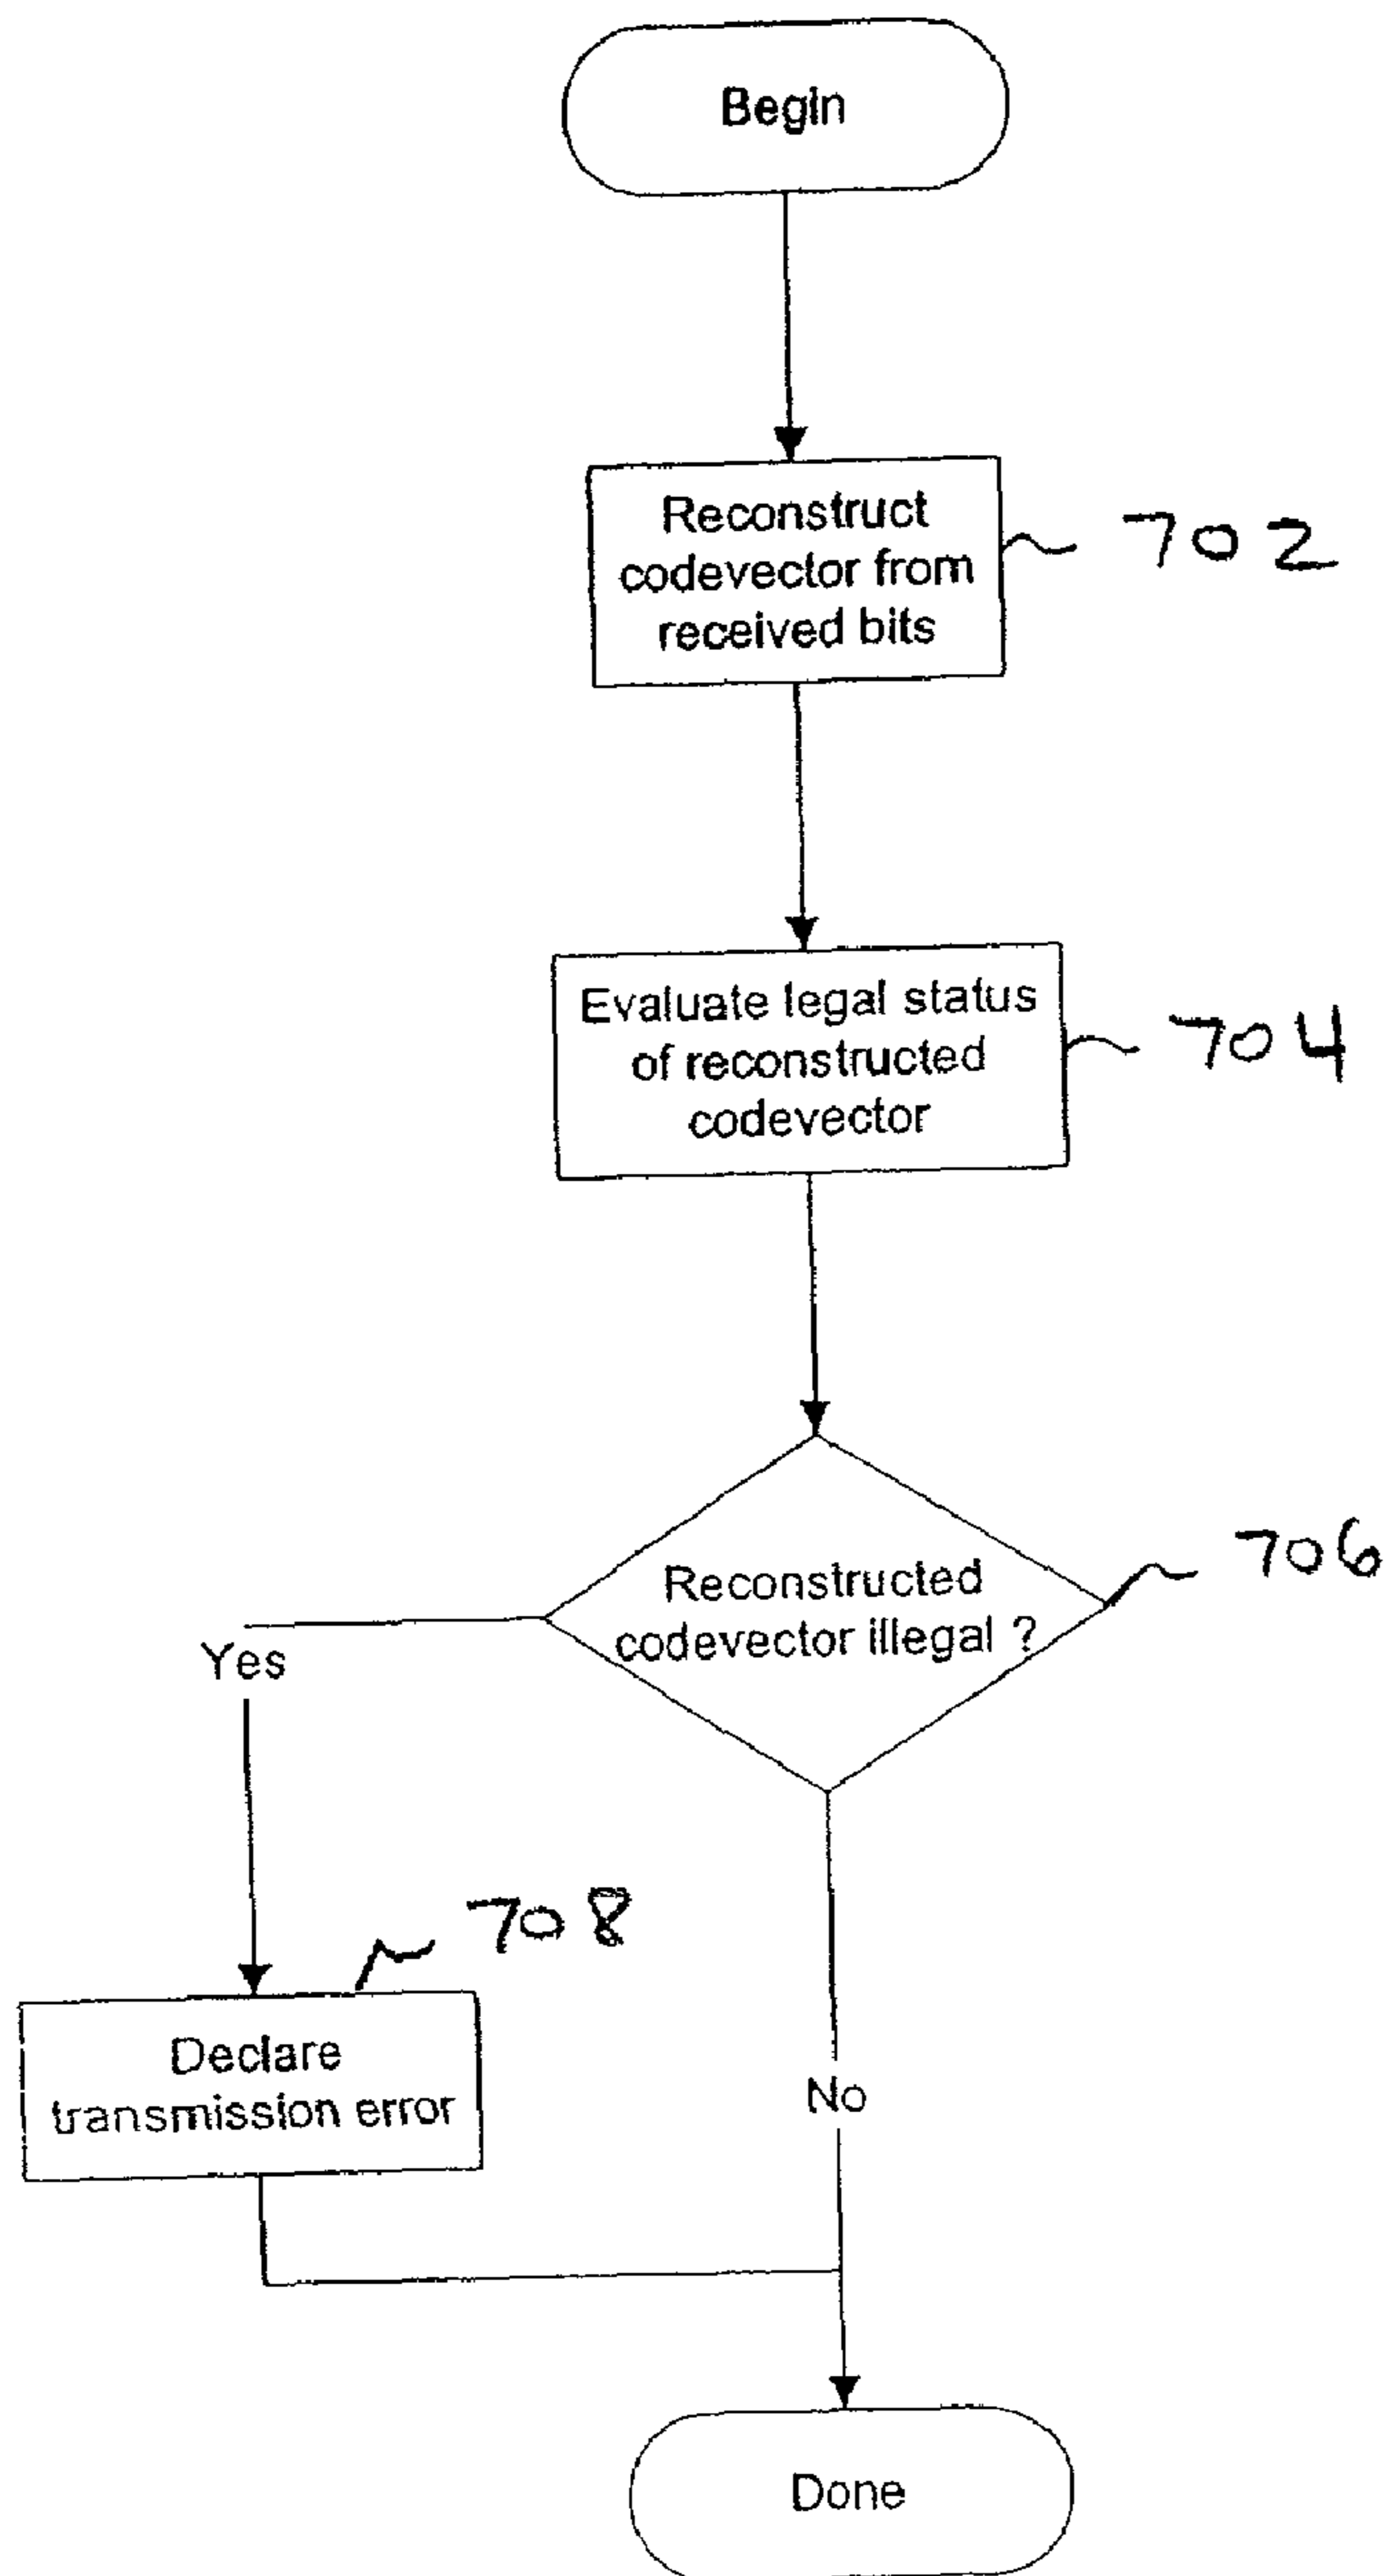 Begin
Reconstruct
codevector from
received bits
702
Evaluate legal status
of reconstructed
codevector
704
Reconstructed
codevector illegal ?
706
Yes
708
Declare
transmission error
No
Done